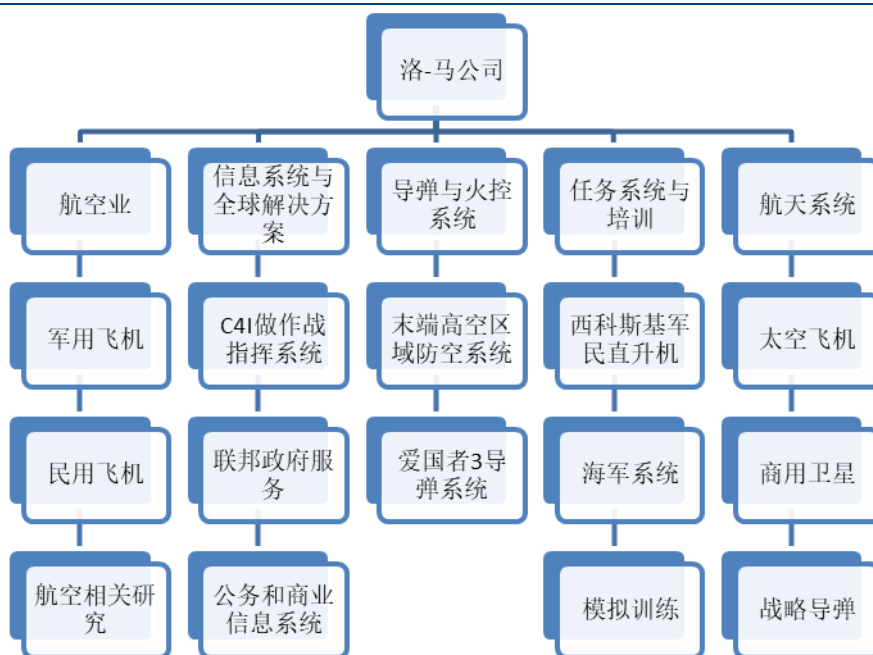 洛-马公司
航空业
信息系统与
全球解决方
案
导弹与火控
系统
任务系统与
培训
航天系统
军用飞机
C4I做作战
指挥系统
末端高空区
域防空系统
西科斯基军
民直升机
太空飞机
民用飞机
联邦政府服
务
爱国者3导
弹系统
海军系统
商用卫星
航空相关研
究
公务和商业
信息系统
模拟训练
战略导弹